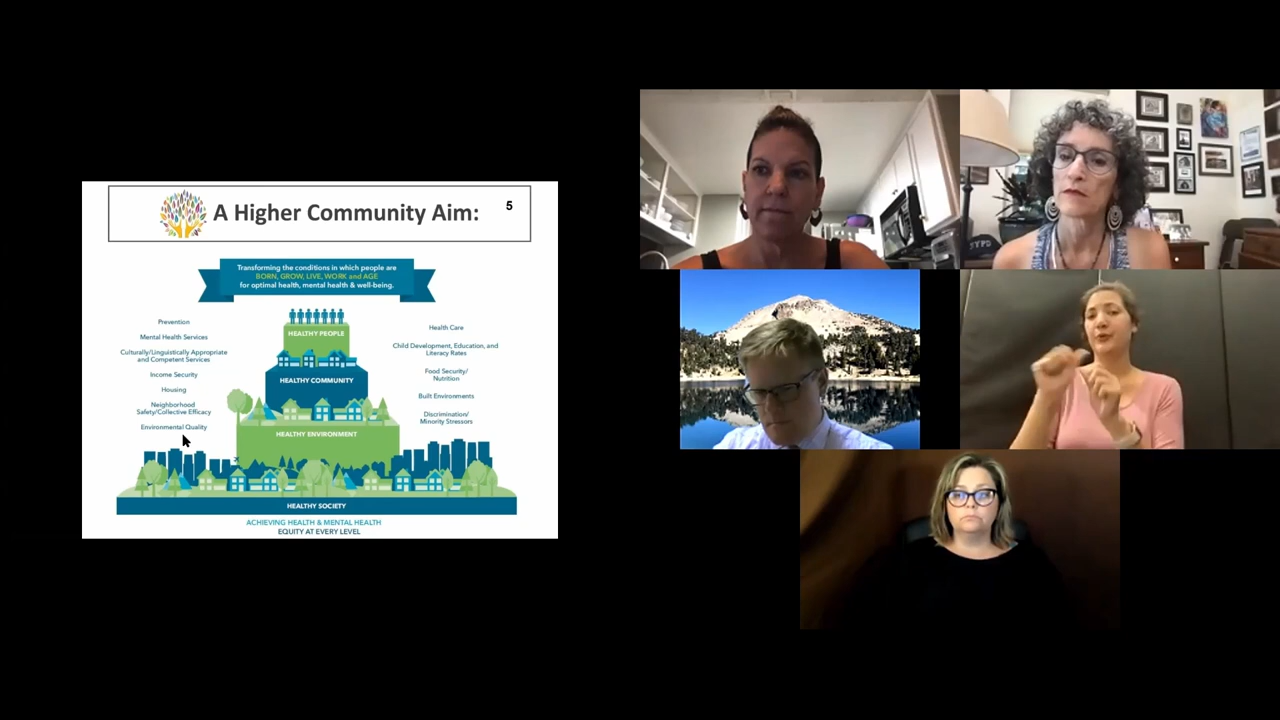 A Higher Community Aim:
5
Transforming the conditions in which people are
BORN, GROW, LIVE, WORK and AGE
for optimal health, mental health & well-being.
Prevention
Mental Health Services
Culturally/Linguistically Appropriate
and Competent Services
Income Security
Housing
Neighborhood
Safety/Collective Efficacy
Environmental Quality
HEALTHY PEOPLE
HEALTHY COMMUNITY
HEALTHY ENVIRONMENT
HEALTHY SOCIETY
Health Care
Child Development, Education, and
Literacy Rates
Food Security/
Nutrition
Built Environments
Discrimination/
Minority Stressors
ACHIEVING HEALTH & MENTAL HEALTH
EQUITY AT EVERY LEVEL